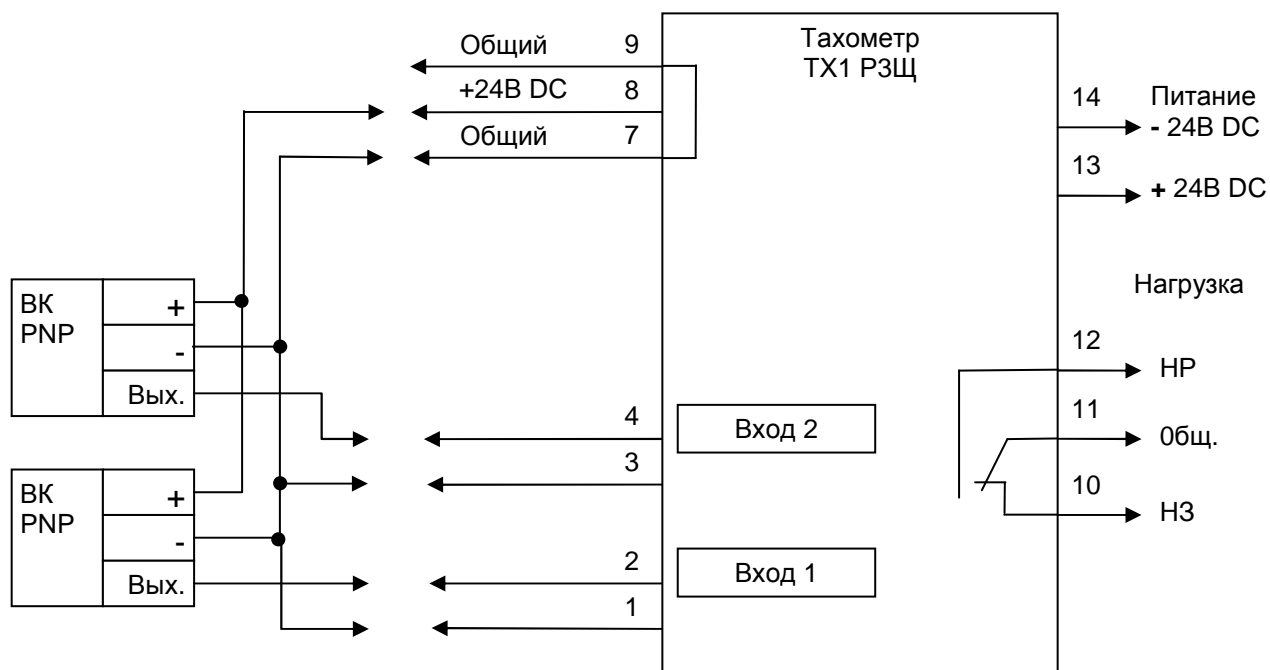 Общий 9
+24В DC 8
Общий 7
Тахометр
ТХ1 РЗЩ
14 Питание
- 24В DC
13
+ 24В DC
Нагрузка
12
НР
11
0бщ.
10
НЗ
ВК
PNP
+
-
Вых.
4
Вход 2
3
ВК
PNP
+
-
Вых.
2
Вход 1
1